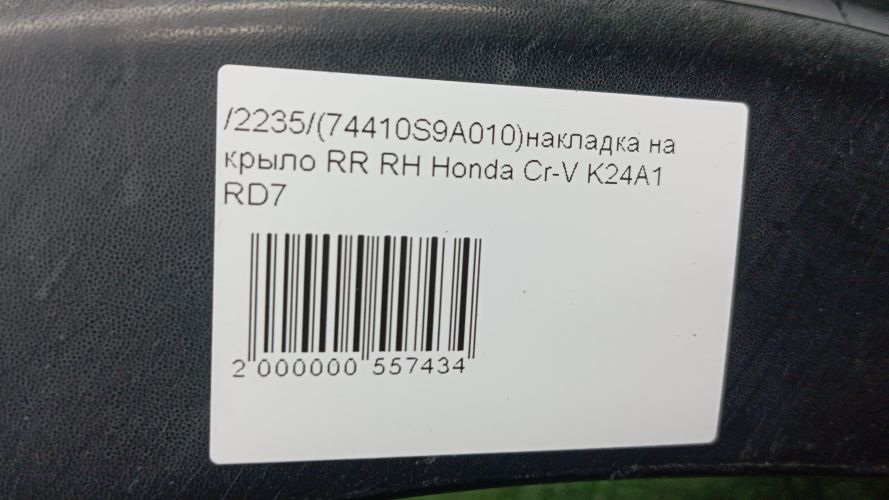 /2235/(74410S9A010)накладка на
крыло RR RH Honda Cr-V K24A1
RD7
2 000000 557434